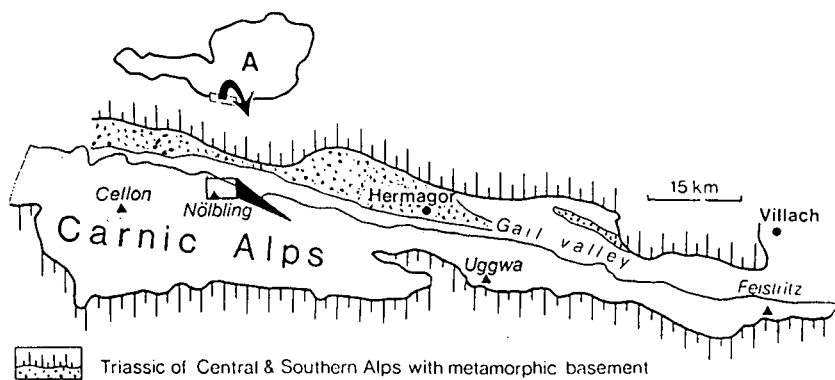 A
15 km
Hermagor
Villach
Cellon
Nölbling
Gail valley
Carnic Alps
Uggwa
Feistritz
Triassic of Central & Southern Alps with metamorphic basement